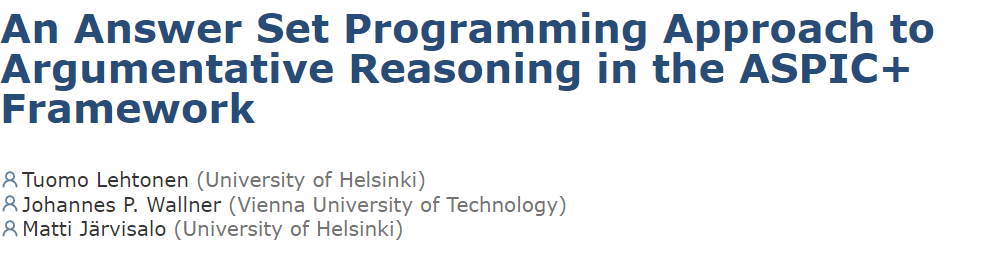 An Answer Set Programming Approach to
Argumentative Reasoning in the ASPIC+
Framework
Tuomo Lehtonen (University of Helsinki)
Johannes P. Wallner (Vienna University of Technology)
Matti Järvisalo (University of Helsinki)